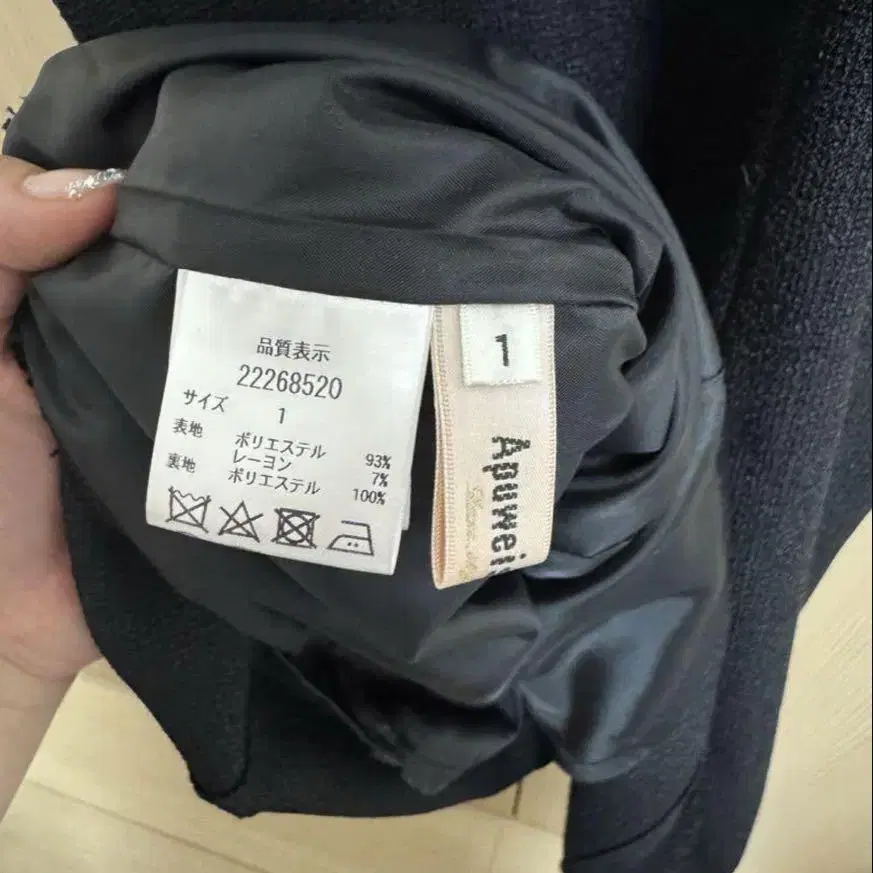 品質表示
22268520
サイズ 1
表地 ポリエステル 93%
レーヨン 7%
裏地 ポリエステル 100%
1
Apuweis